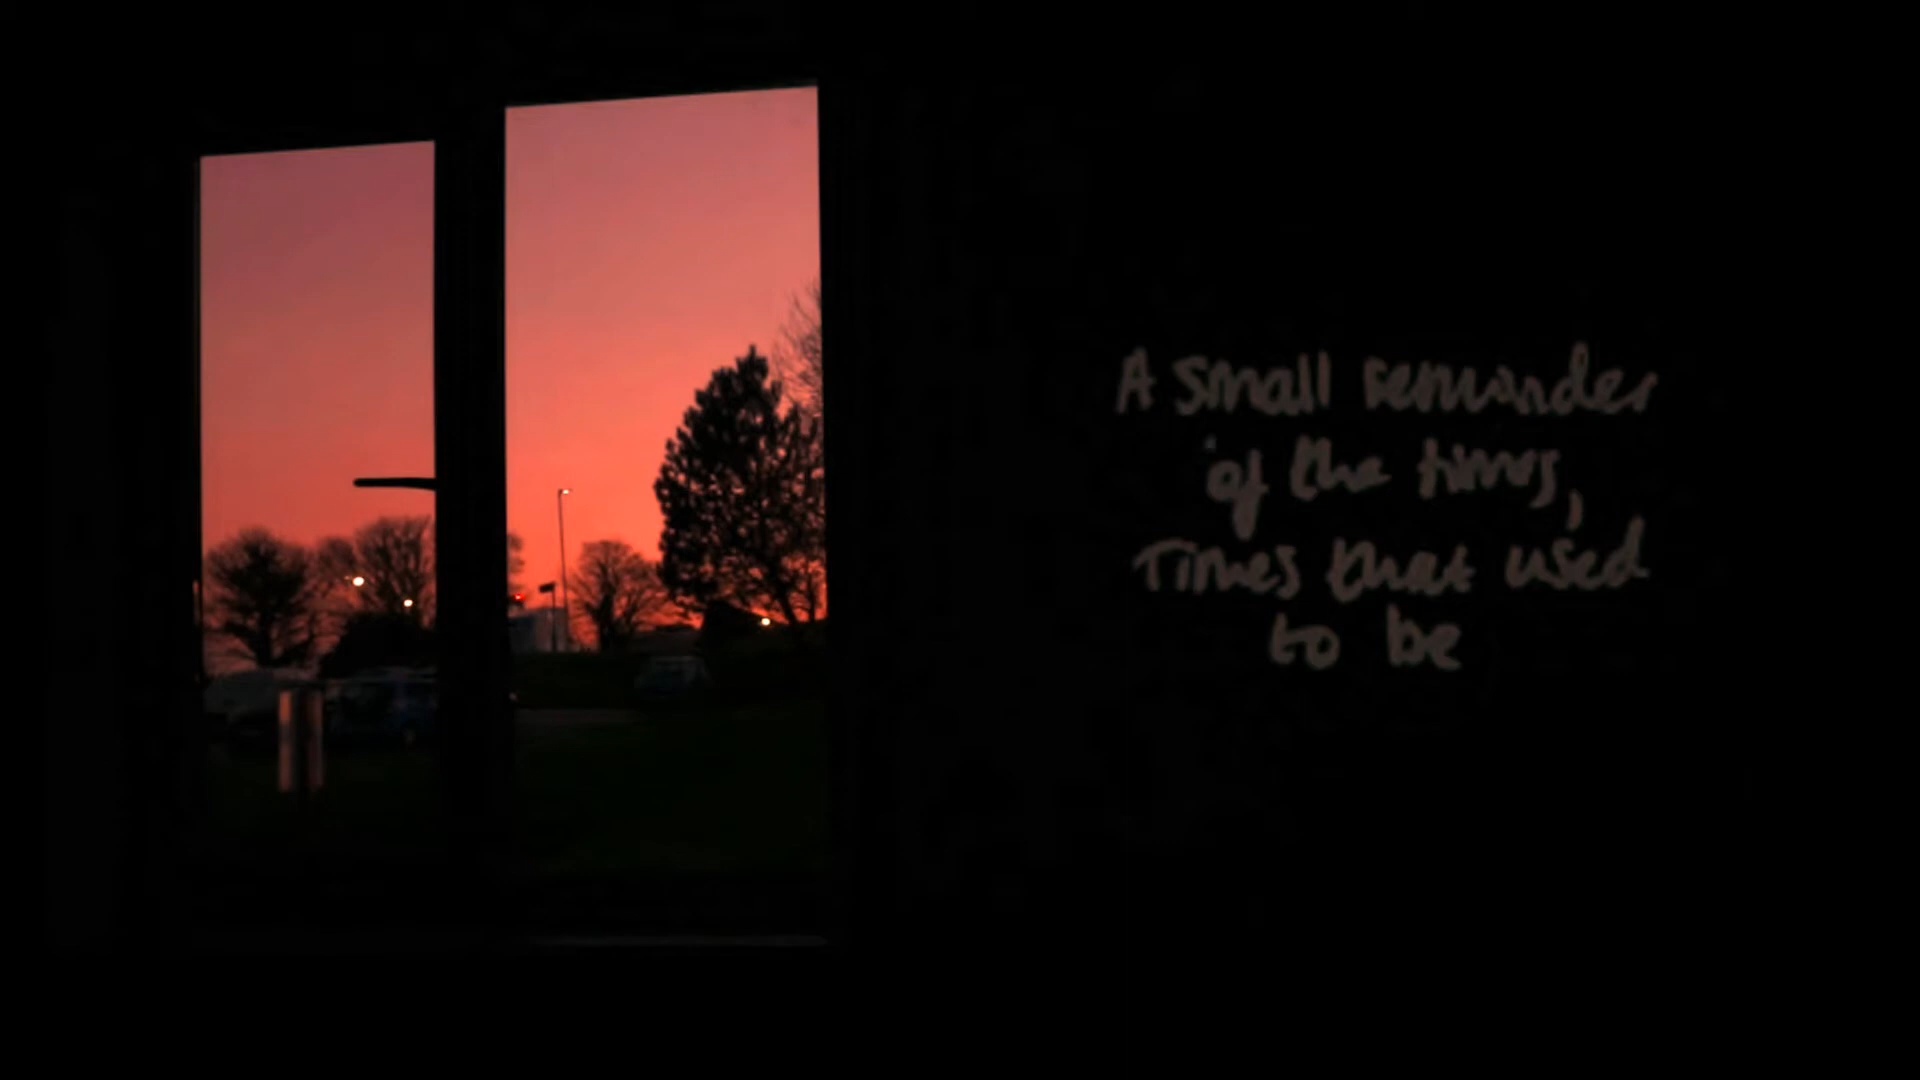 A small reminder
of the times,
Times that used
to be